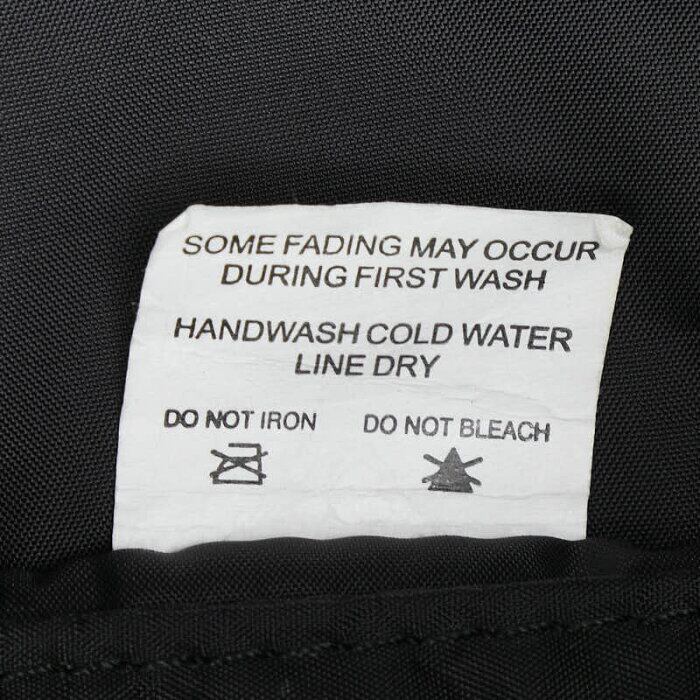 SOME FADING MAY OCCUR
DURING FIRST WASH
HANDWASH COLD WATER
LINE DRY
DO NOT IRON DO NOT BLEACH